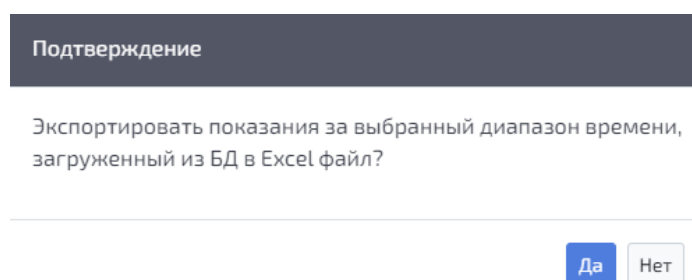 Подтверждение
Экспортировать показания за выбранный диапазон времени,
загруженный из БД в Excel файл?
Да Нет